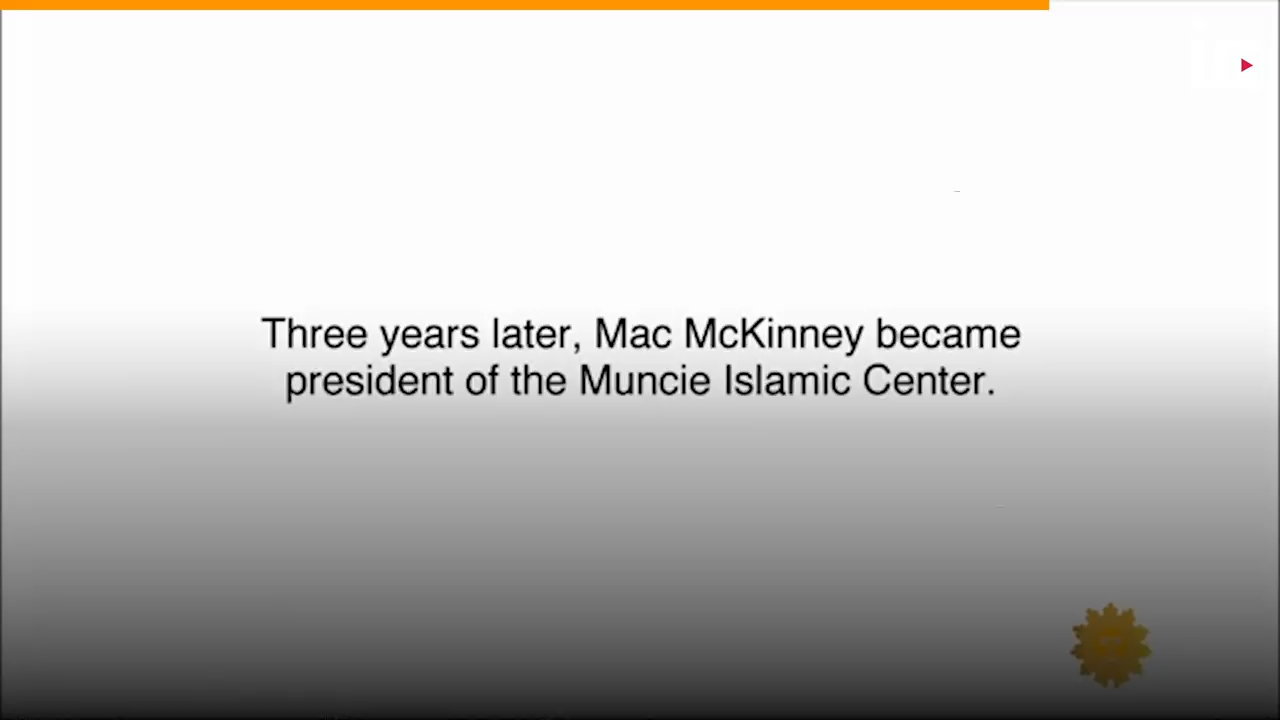 Three years later, Mac McKinney became
president of the Muncie Islamic Center.